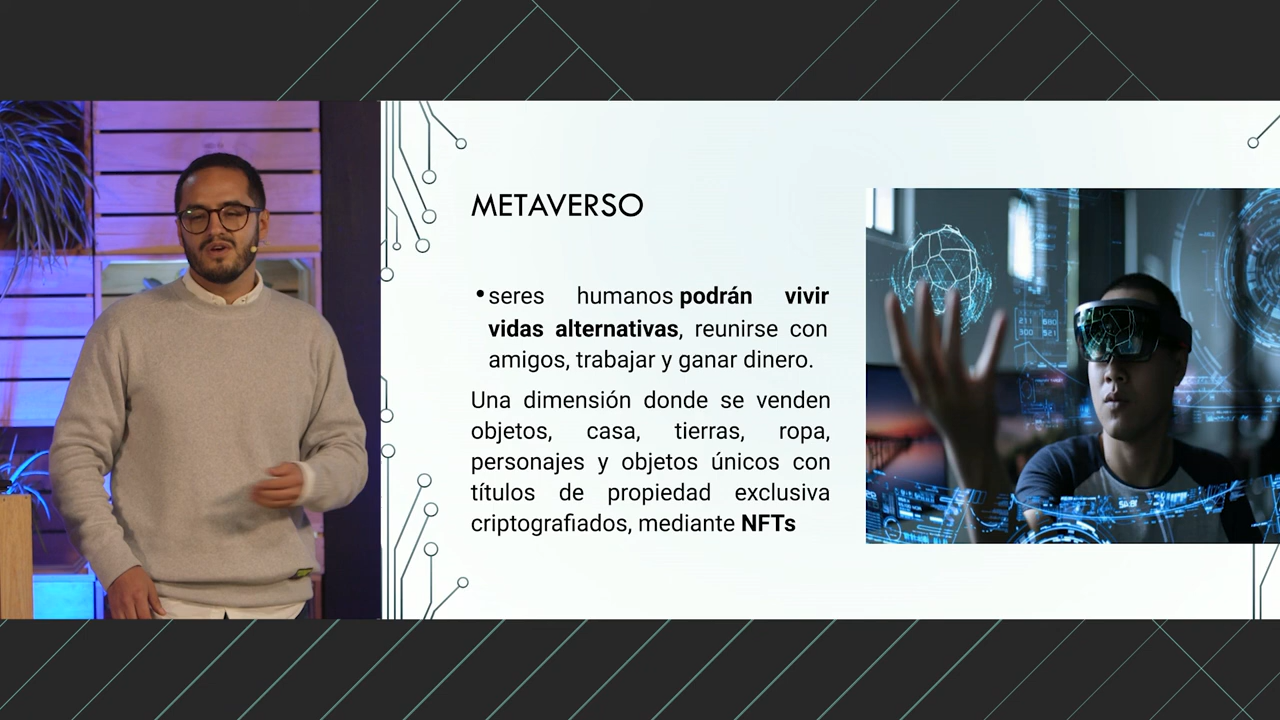 METAVERSO
• seres humanos podrán vivir
vidas alternativas, reunirse con
amigos, trabajar y ganar dinero.
Una dimensión donde se venden
objetos, casa, tierras, ropa,
personajes y objetos únicos con
títulos de propiedad exclusiva
criptografiados, mediante NFTs